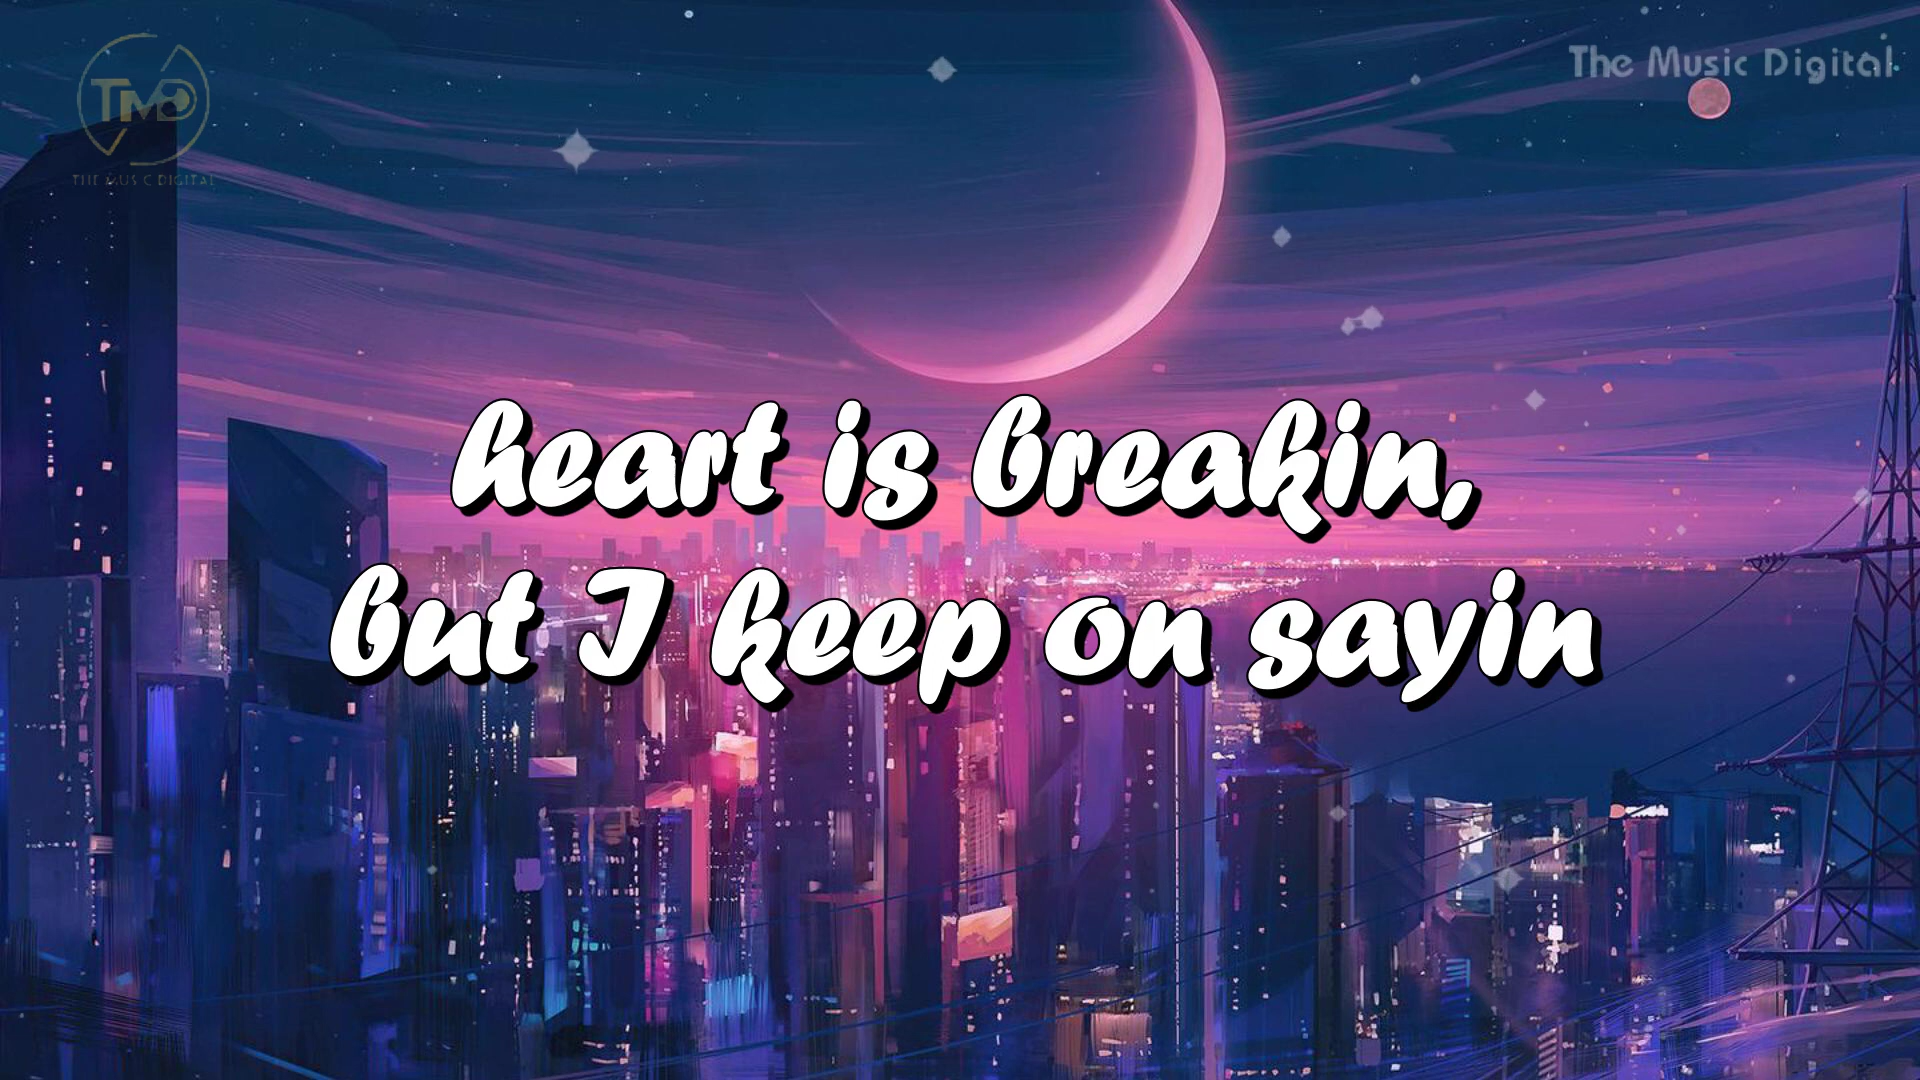 TMD
THE MUSIC DIGITAL
The Music Digital
heart is breakin,
but I keep on sayin